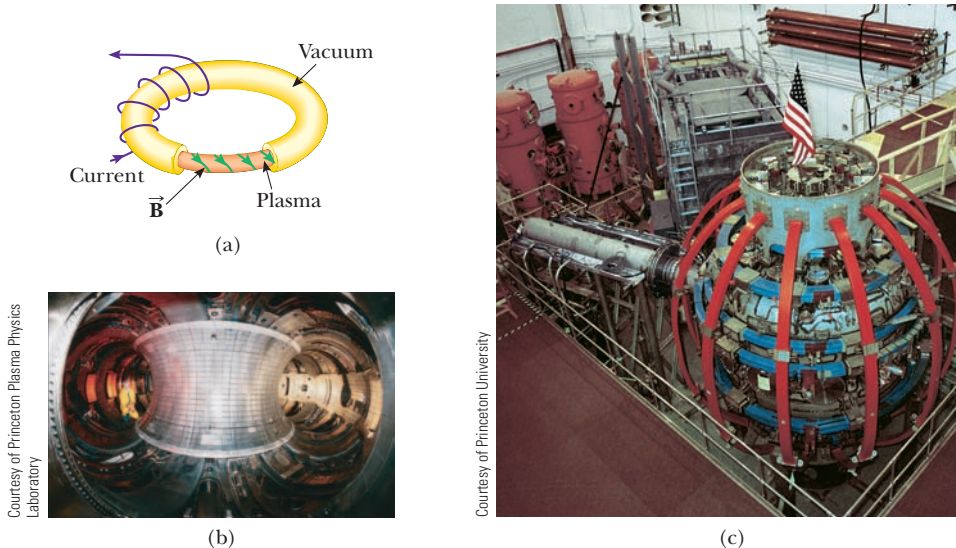 Vacuum
Current
B
Plasma
(a)
Courtesy of Princeton Plasma Physics
Laboratory
(b)
Courtesy of Princeton University
(c)